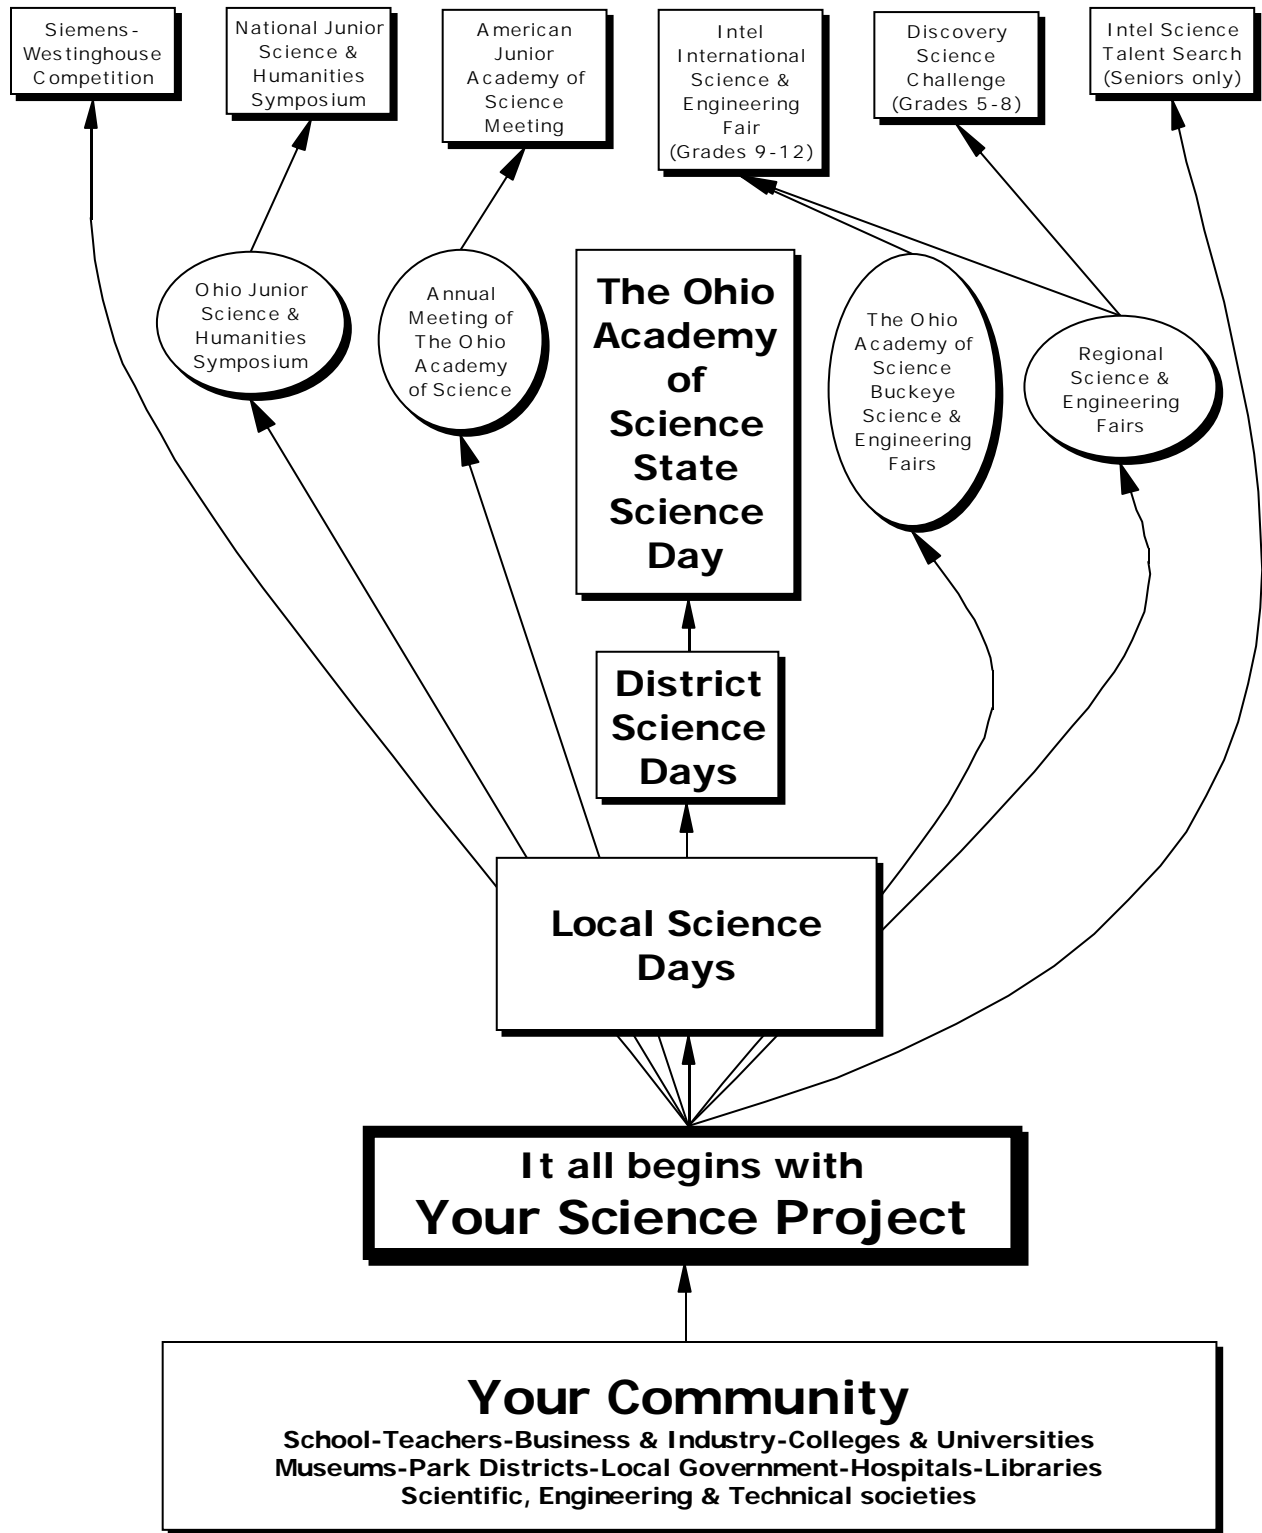 Siemens-
Westinghouse
Competition
National Junior
Science &
Humanities
Symposium
American
Junior
Academy of
Science
Meeting
Intel
International
Science &
Engineering
Fair
(Grades 9-12)
Discovery
Science
Challenge
(Grades 5-8)
Intel Science
Talent Search
(Seniors only)
Ohio Junior
Science &
Humanities
Symposium
Annual
Meeting of
The Ohio
Academy
of Science
The Ohio
Academy
of
Science
State
Science
Day
The Ohio
Academy of
Science
Buckeye
Science &
Engineering
Fairs
Regional
Science &
Engineering
Fairs
District
Science
Days
Local Science
Days
It all begins with
Your Science Project
Your Community
School-Teachers-Business & Industry-Colleges & Universities
Museums-Park Districts-Local Government-Hospitals-Libraries
Scientific, Engineering & Technical societies